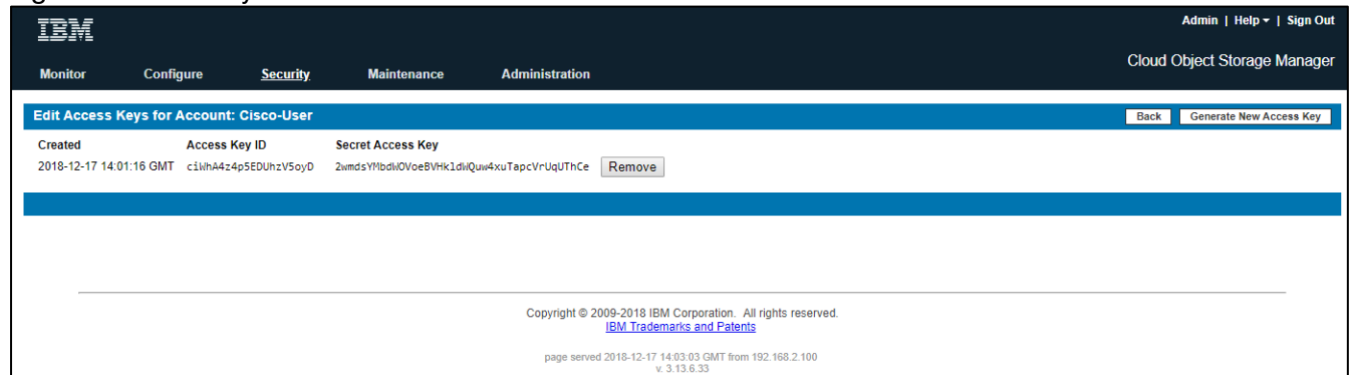 IBM
Admin | Help | Sign Out
Cloud Object Storage Manager
Monitor Configure Security Maintenance Administration
Edit Access Keys for Account: Cisco-User Back Generate New Access Key
Created Access Key ID Secret Access Key
2018-12-17 14:01:16 GMT ciWhA4z4p5EDUhzV5oyD 2wmdsYMbdWOVoeBVHk1dWQuw4xuTapcVrUqUThCe Remove
Copyright © 2009-2018 IBM Corporation. All rights reserved.
IBM Trademarks and Patents
page served 2018-12-17 14:03:03 GMT from 192.168.2.100
v. 3.13.6.33